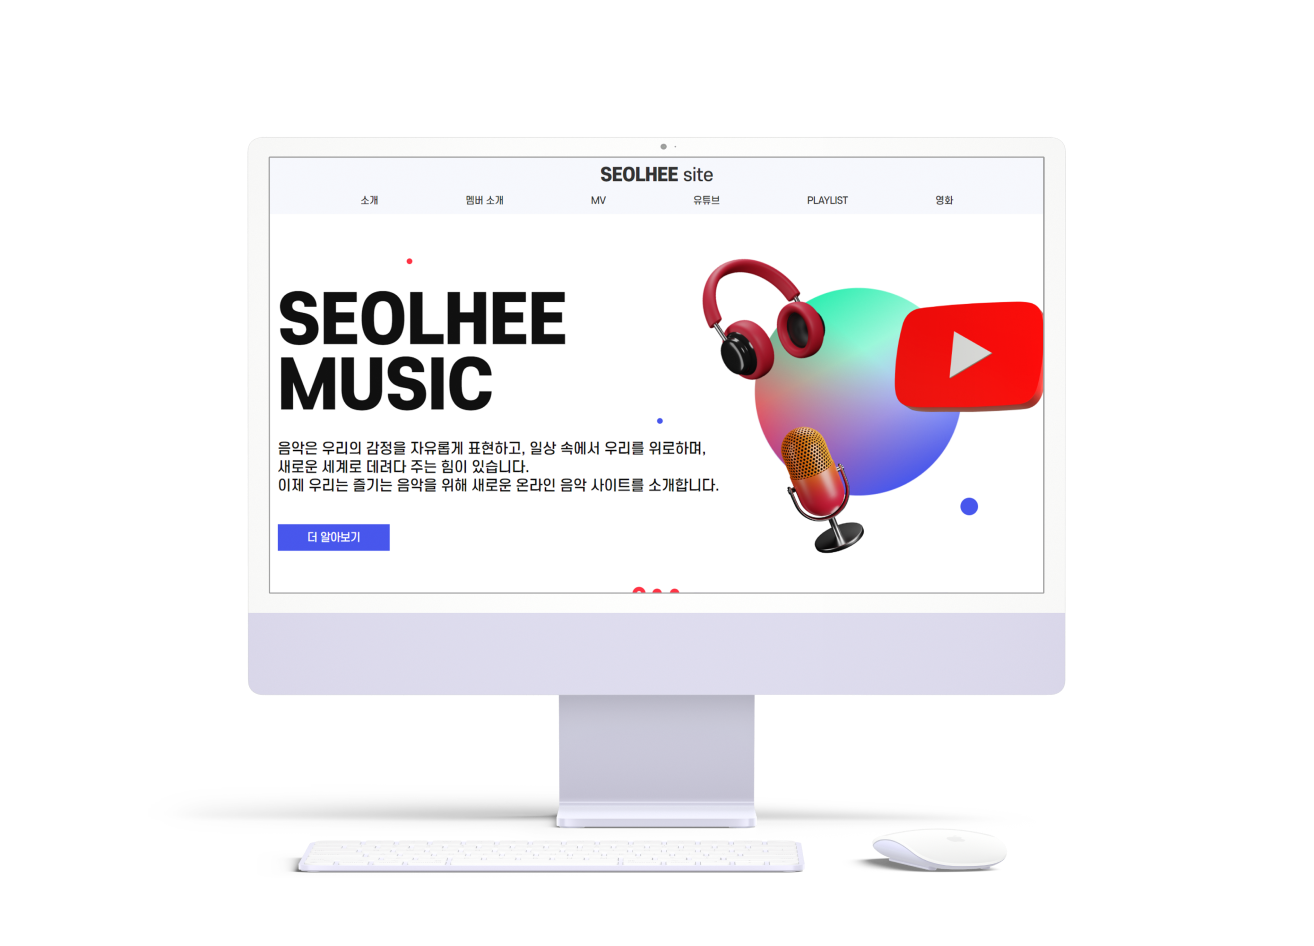 SEOLHEE site
소개 멤버 소개 MV 유튜브 PLAYLIST 영화
SEOLHEE
MUSIC
음악은 우리의 감정을 자유롭게 표현하고, 일상 속에서 우리를 위로하며,
새로운 세계로 데려다 주는 힘이 있습니다.
이제 우리는 즐기는 음악을 위해 새로운 온라인 음악 사이트를 소개합니다.
더 알아보기